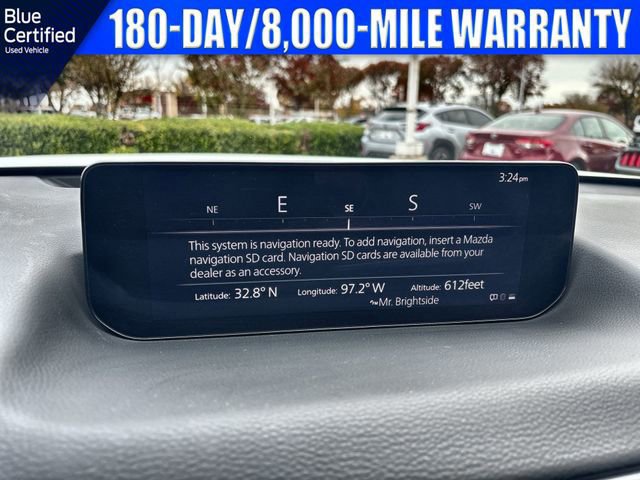 Blue
Certified
Used Vehicle
180-DAY/8,000-MILE WARRANTY
3:24pm
NE E SE S SW
This system is navigation ready. To add navigation, insert a Mazda
navigation SD card. Navigation SD cards are available from your
dealer as an accessory.
Latitude: 32.8° N Longitude: 97.2° W Altitude: 612feet
Mr. Brightside